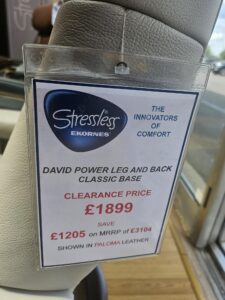 Stressless
EKORNES
THE
INNOVATORS
OF
COMFORT
DAVID POWER LEG AND BACK
CLASSIC BASE
CLEARANCE PRICE
£1899
SAVE
£1205 on MRRP of £3104
SHOWN IN PALOMA LEATHER